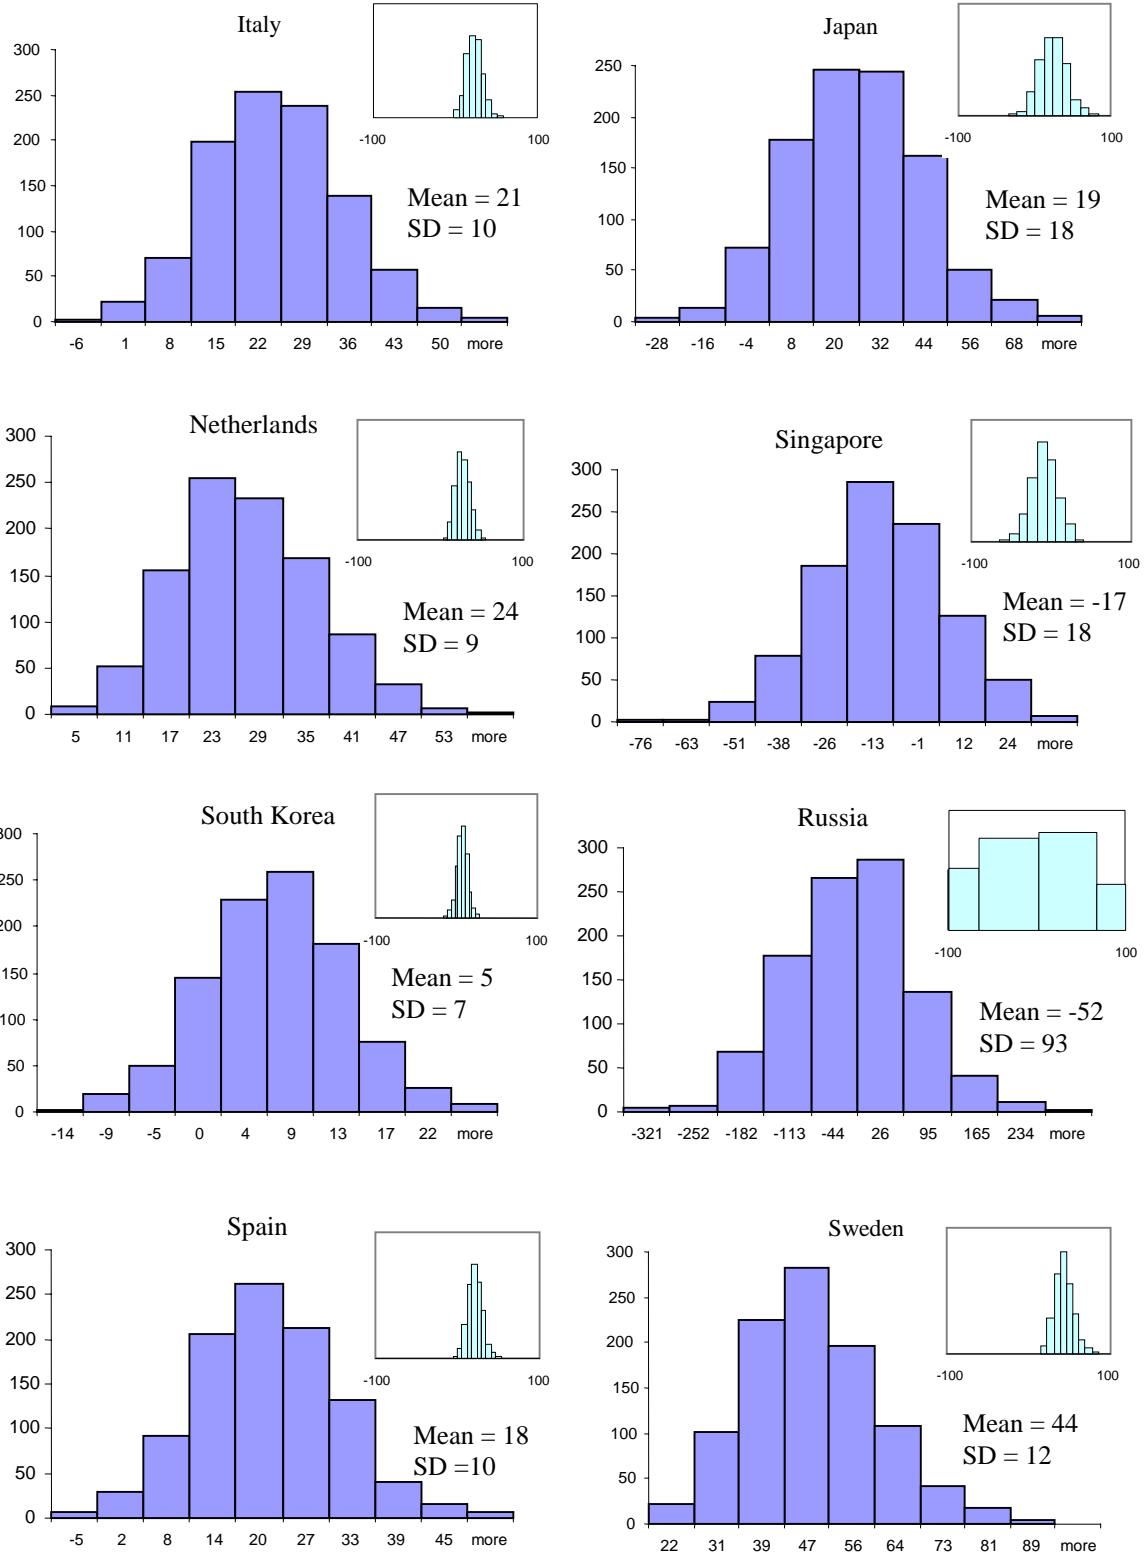 Italy
300
250
200
150
100
50
0
-6 1 8 15 22 29 36 43 50 more
-100 100
Mean = 21
SD = 10
Japan
250
200
150
100
50
0
-28 -16 -4 8 20 32 44 56 68 more
-100 100
Mean = 19
SD = 18
Netherlands
300
250
200
150
100
50
0
5 11 17 23 29 35 41 47 53 more
-100 100
Mean = 24
SD = 9
Singapore
300
250
200
150
100
50
0
-76 -63 -51 -38 -26 -13 -1 12 24 more
-100 100
Mean = -17
SD = 18
South Korea
300
250
200
150
100
50
0
-14 -9 -5 0 4 9 13 17 22 more
-100 100
Mean = 5
SD = 7
Russia
300
250
200
150
100
50
0
-321 -252 -182 -113 -44 26 95 165 234 more
-100 100
Mean = -52
SD = 93
Spain
300
250
200
150
100
50
0
-5 2 8 14 20 27 33 39 45 more
-100 100
Mean = 18
SD =10
Sweden
300
250
200
150
100
50
0
22 31 39 47 56 64 73 81 89 more
-100 100
Mean = 44
SD = 12